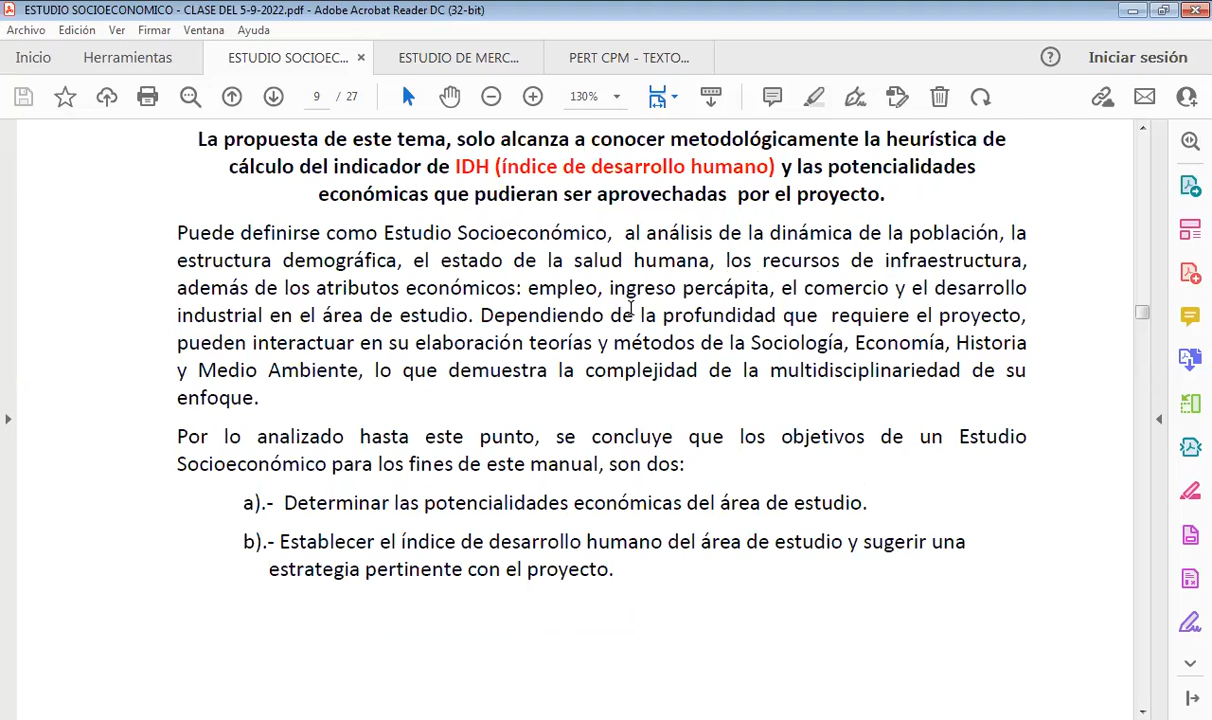 ESTUDIO SOCIOECONOMICO - CLASE DEL 5-9-2022.pdf - Adobe Acrobat Reader DC (32-bit)
Archivo Edición Ver Firmar Ventana Ayuda
Inicio Herramientas ESTUDIO SOCIOEC... × ESTUDIO DE MERC... PERT CPM - TEXTO... Iniciar sesión
9 / 27 130%
La propuesta de este tema, solo alcanza a conocer metodológicamente la heurística de
cálculo del indicador de IDH (índice de desarrollo humano) y las potencialidades
económicas que pudieran ser aprovechadas por el proyecto.
Puede definirse como Estudio Socioeconómico, al análisis de la dinámica de la población, la
estructura demográfica, el estado de la salud humana, los recursos de infraestructura,
además de los atributos económicos: empleo, ingreso percápita, el comercio y el desarrollo
industrial en el área de estudio. Dependiendo de la profundidad que requiere el proyecto,
pueden interactuar en su elaboración teorías y métodos de la Sociología, Economía, Historia
y Medio Ambiente, lo que demuestra la complejidad de la multidisciplinariedad de su
enfoque.
Por lo analizado hasta este punto, se concluye que los objetivos de un Estudio
Socioeconómico para los fines de este manual, son dos:
a).- Determinar las potencialidades económicas del área de estudio.
b).- Establecer el índice de desarrollo humano del área de estudio y sugerir una
estrategia pertinente con el proyecto.